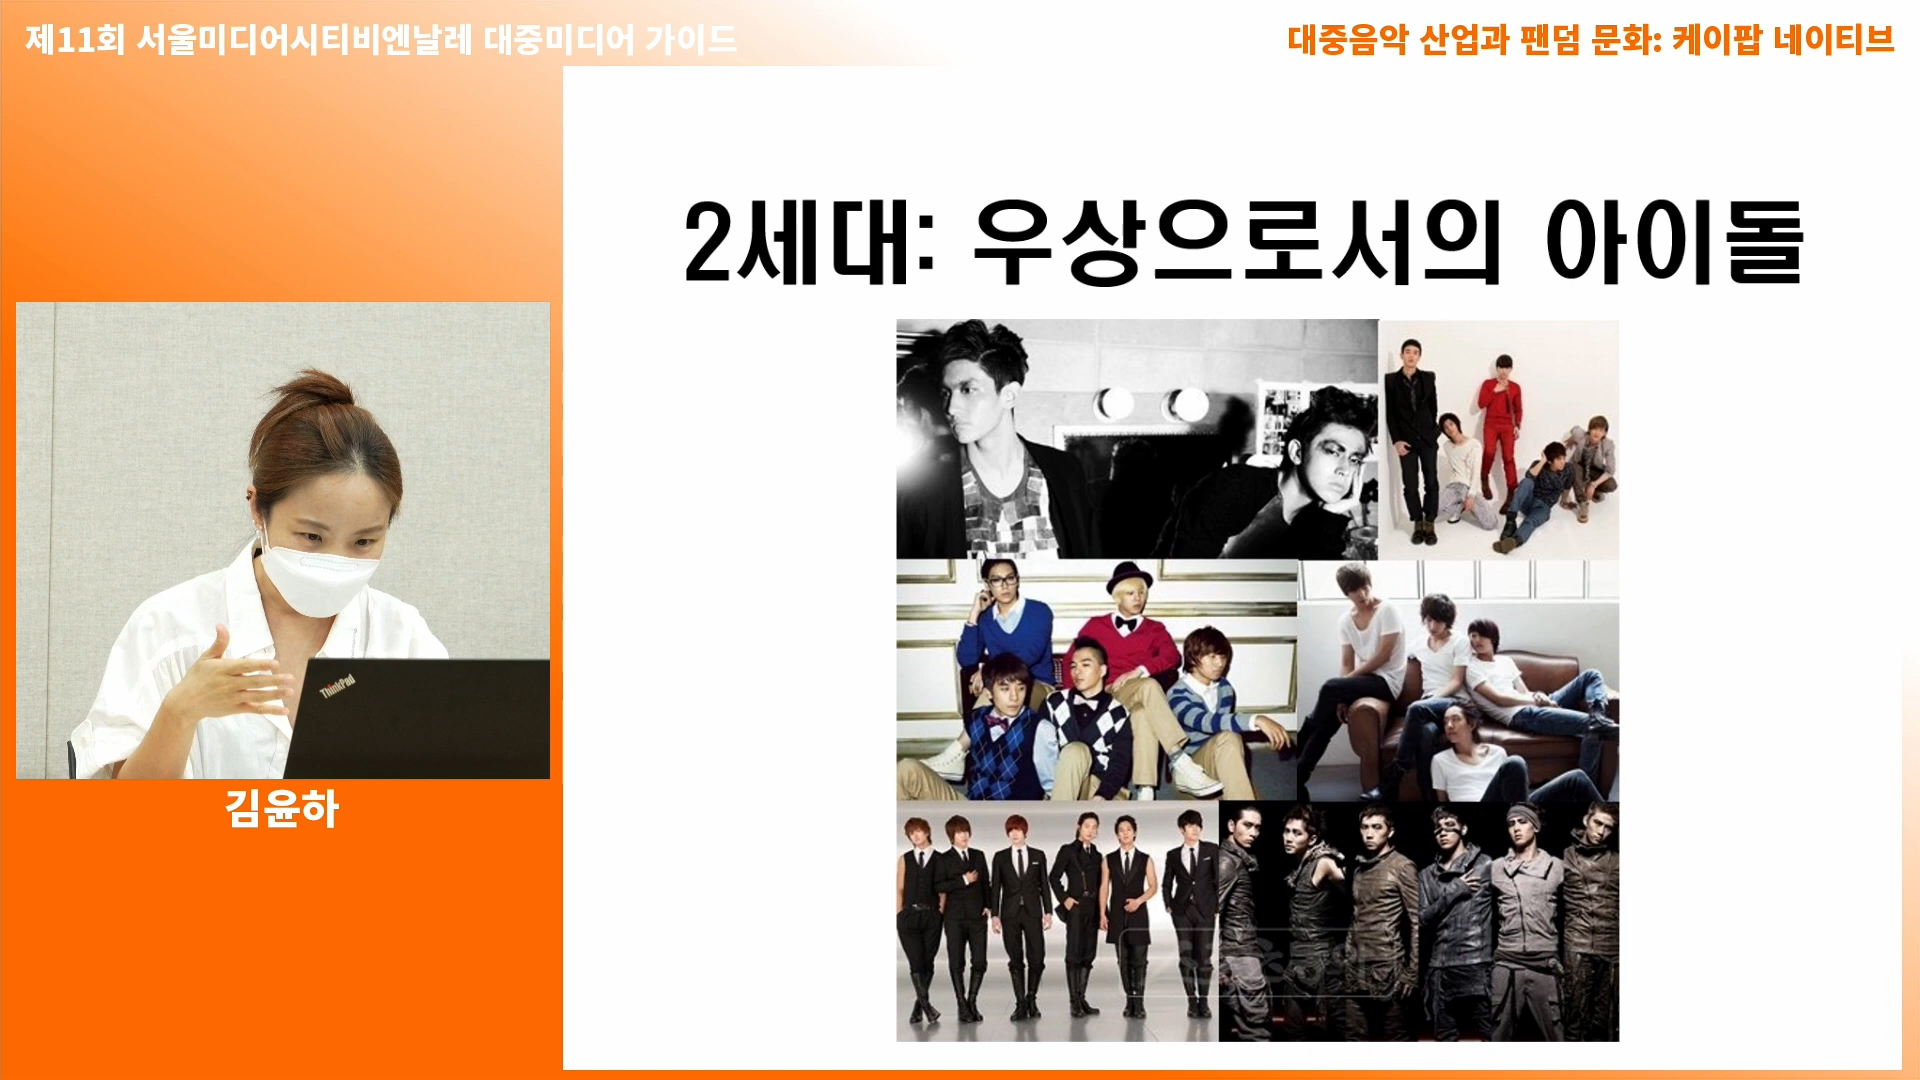 제11회 서울미디어시티비엔날레 대중미디어 가이드
대중음악 산업과 팬덤 문화: 케이팝 네이티브
2세대: 우상으로서의 아이돌
ThinkPad
김윤하